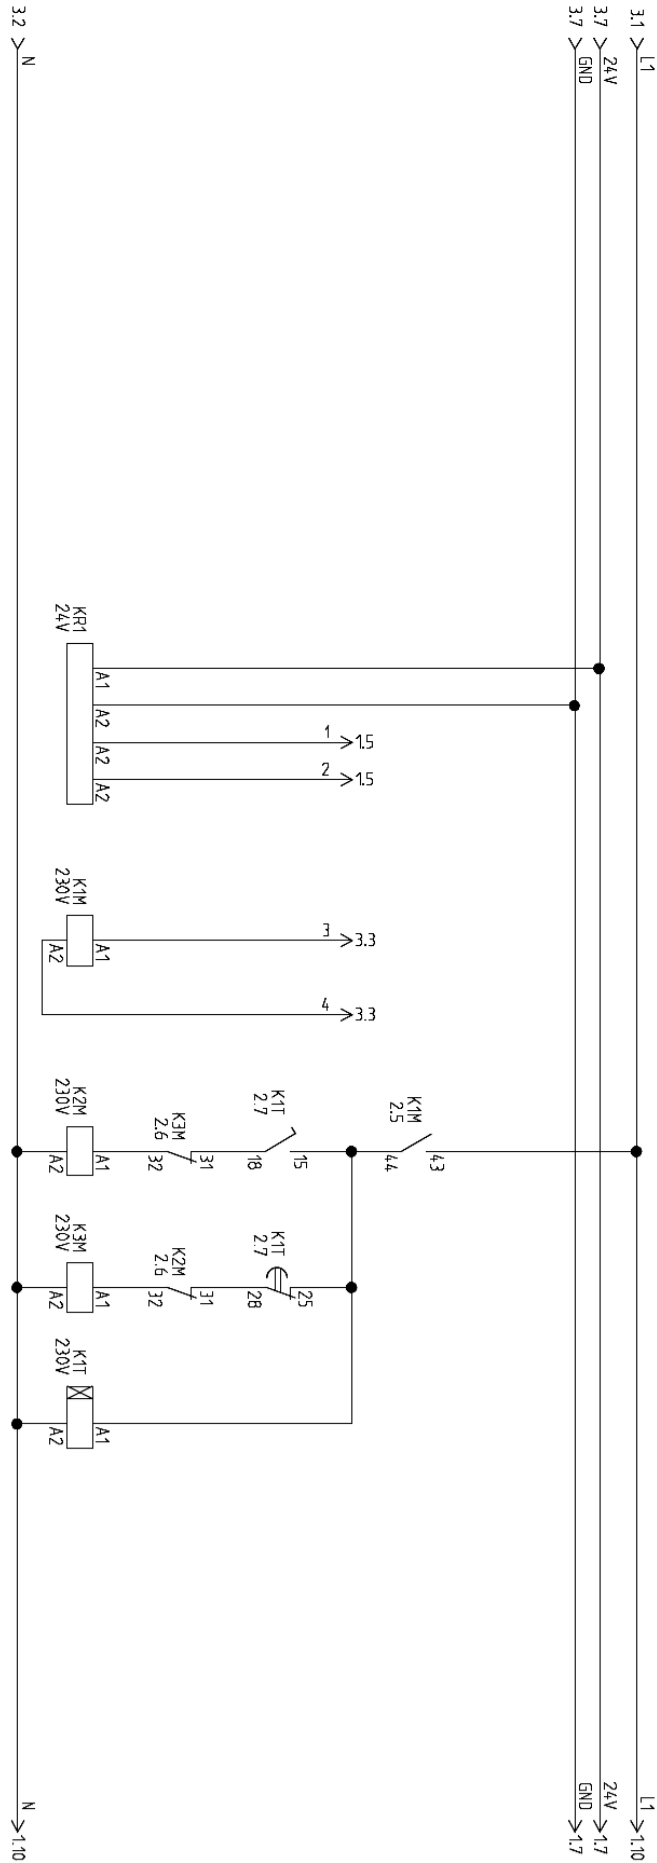 3.1 L1 L1 1.10
3.7 24V 24V 1.7
3.7 GND GND 1.7
K1M
2.5
43
44
1.5
1.5
3.3
3.3
1
2
3
4
K1T
2.7
15
18
K1T
2.7
25
28
K3M
2.6
31
32
K2M
2.6
31
32
KR1
24V
A1
A2
A2
A2
K1M
230V
A1
A2
K2M
230V
A1
A2
K3M
230V
A1
A2
K1T
230V
A1
A2
3.2 N N 1.10